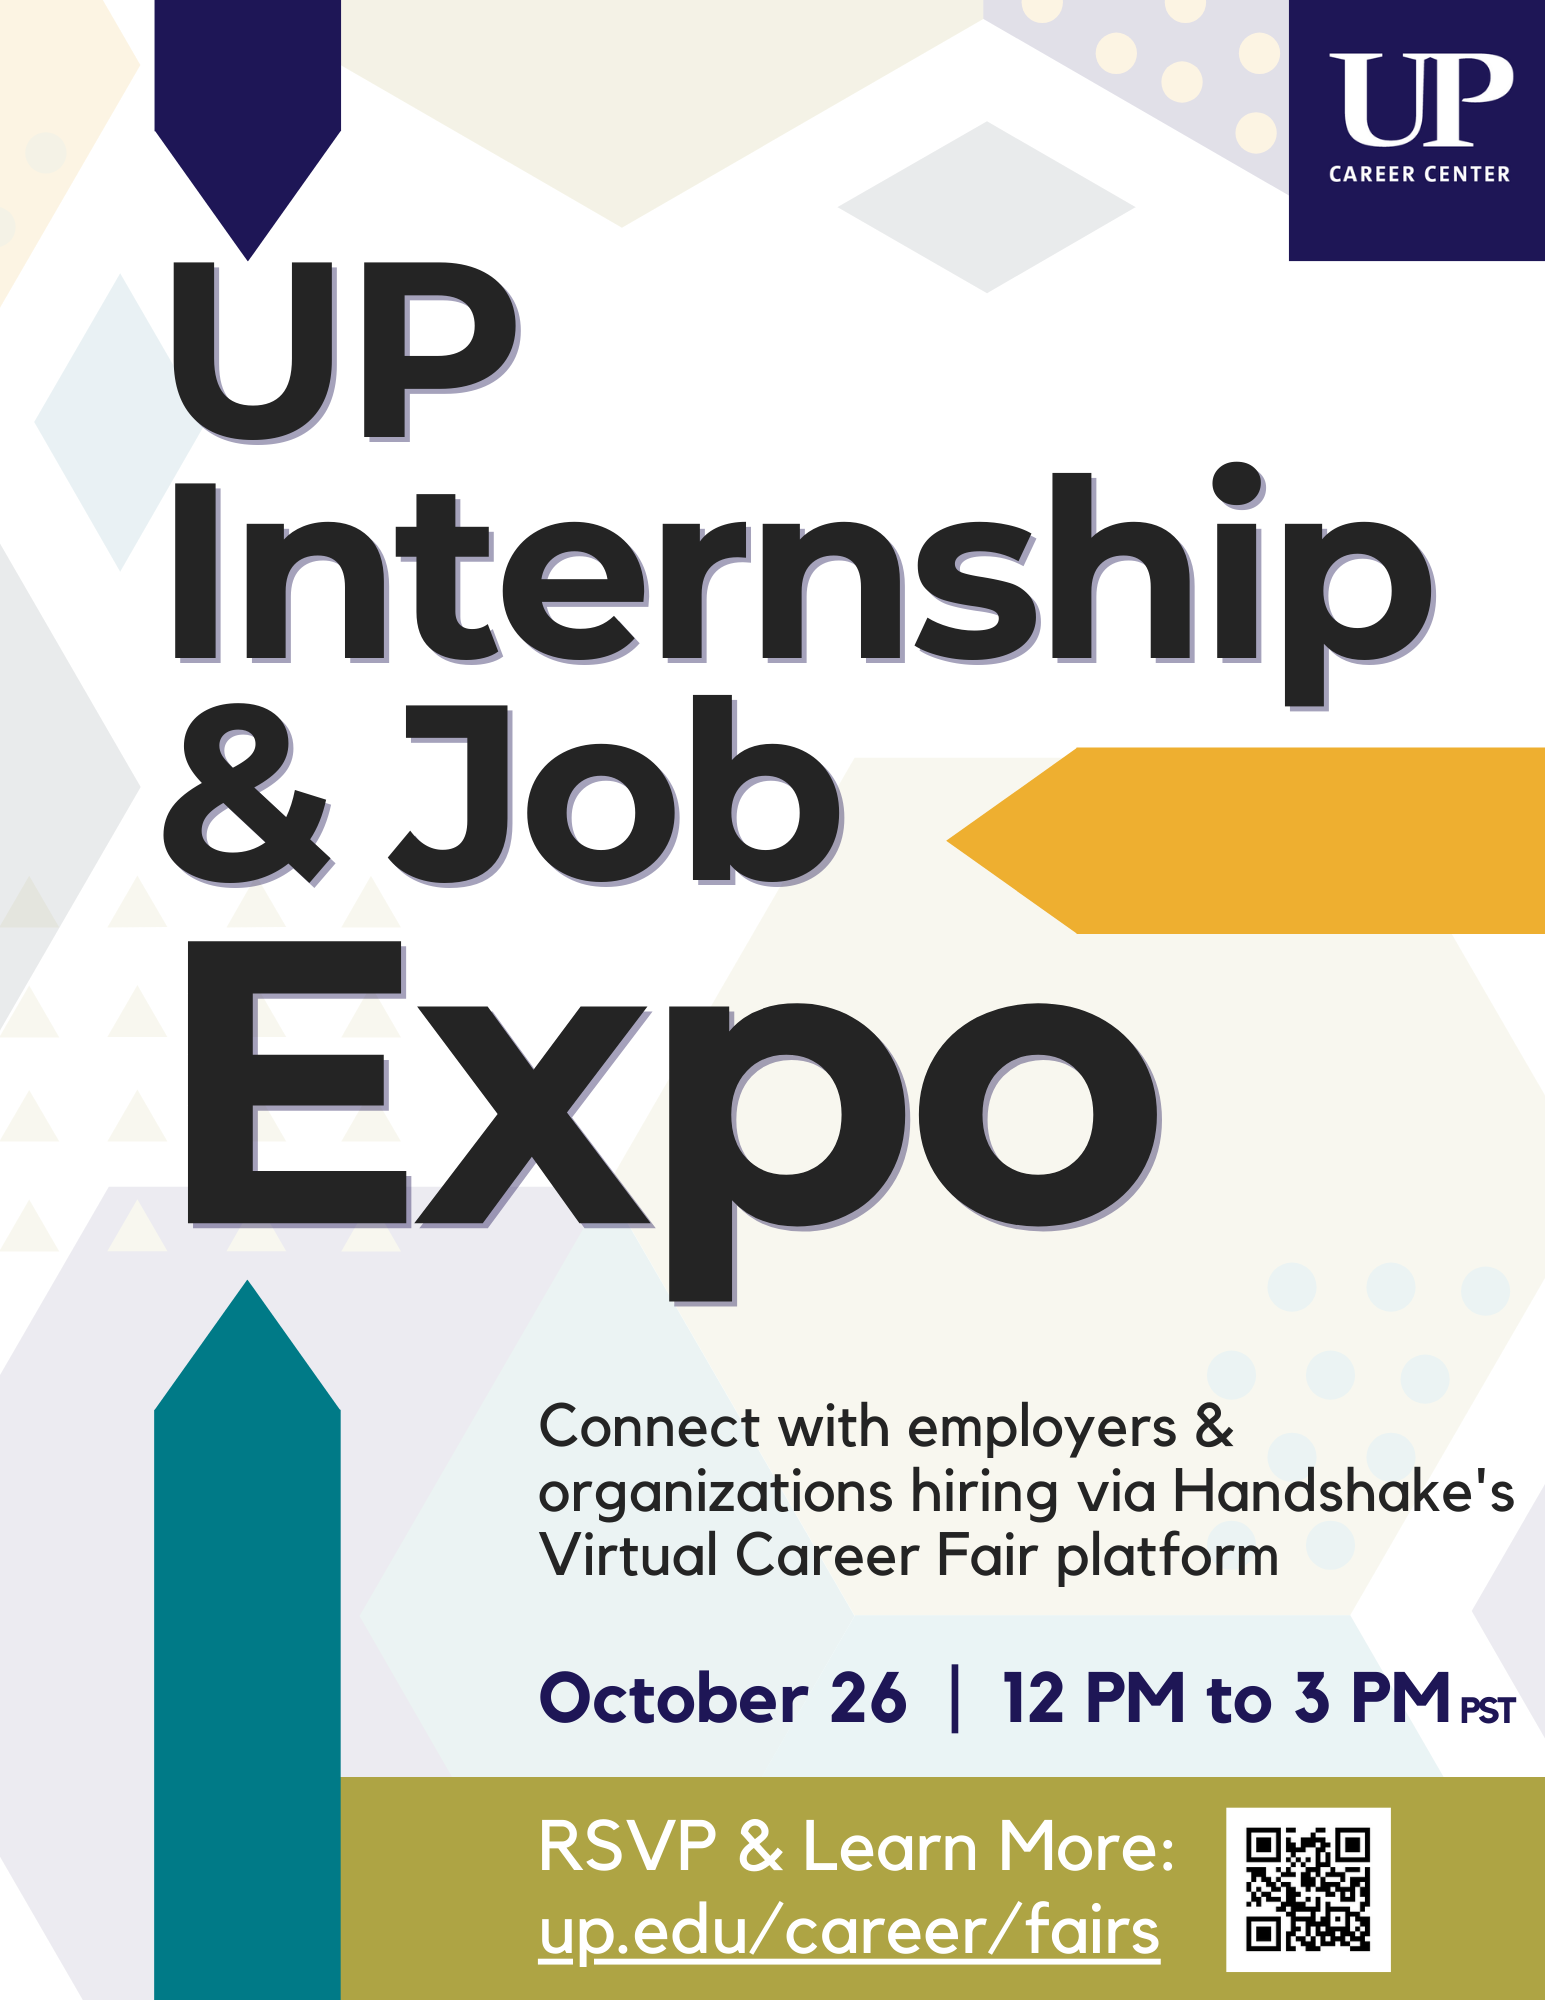 UP
CAREER CENTER
UP
Internship
& Job
Expo
Connect with employers &
organizations hiring via Handshake's
Virtual Career Fair platform
October 26 | 12 PM to 3 PM PST
RSVP & Learn More:
up.edu/career/fairs